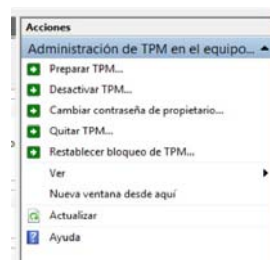 Acciones
Administración de TPM en el equipo...
Preparar TPM...
Desactivar TPM...
Cambiar contraseña de propietario...
Quitar TPM...
Restablecer bloqueo de TPM...
Ver
Nueva ventana desde aquí
Actualizar
Ayuda